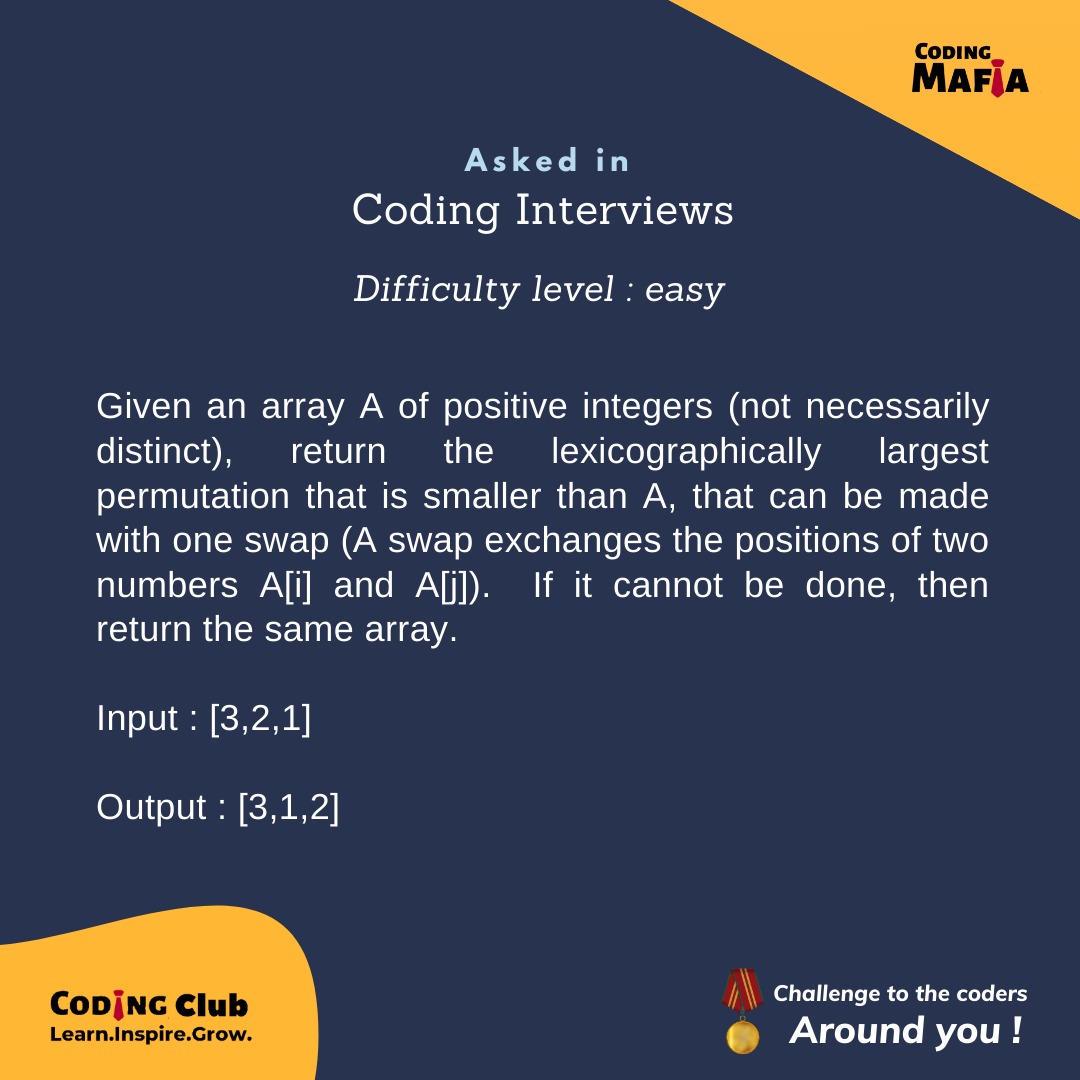 CODING
MAFIA
Asked in
Coding Interviews
Difficulty level : easy
Given an array A of positive integers (not necessarily
distinct), return the lexicographically largest
permutation that is smaller than A, that can be made
with one swap (A swap exchanges the positions of two
numbers A[i] and A[j]). If it cannot be done, then
return the same array.
Input : [3,2,1]
Output : [3,1,2]
CODING Club
Learn.Inspire.Grow.
Challenge to the coders
Around you !